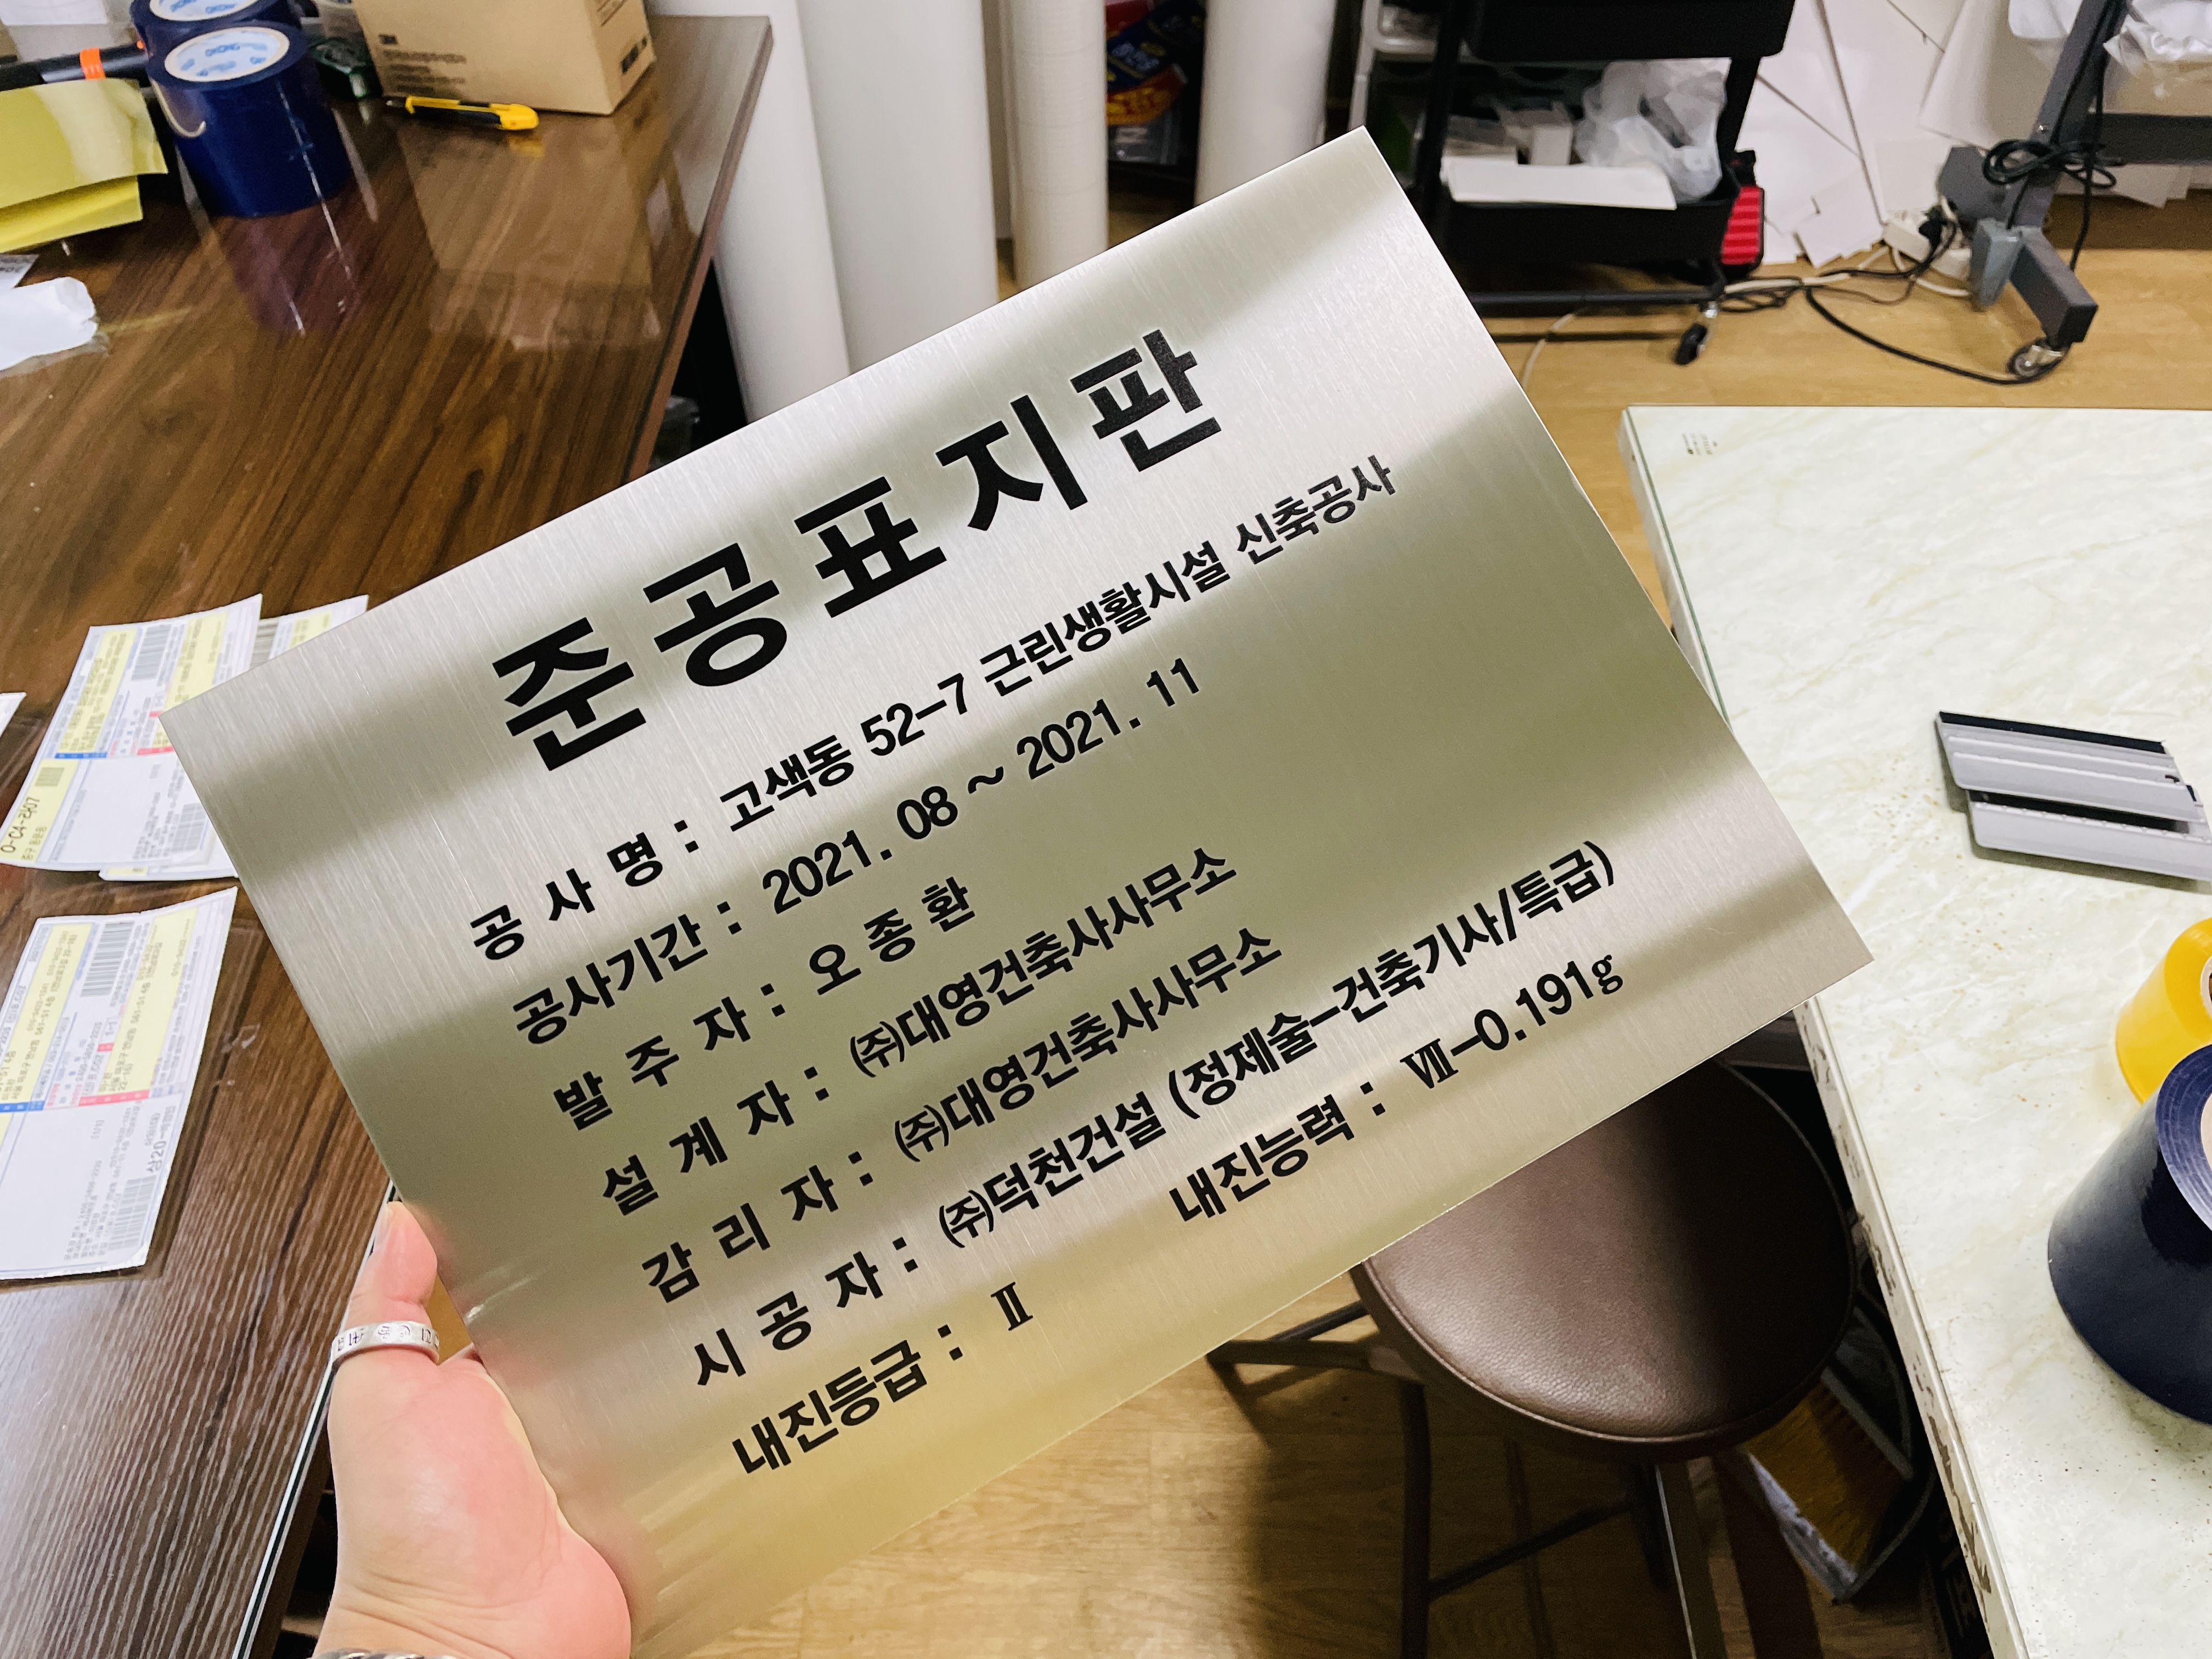 준공표지판
공 사 명 : 고색동 52-7 근린생활시설 신축공사
공사기간 : 2021. 08 ~ 2021. 11
발 주 자 : 오 종 환
설 계 자 : ㈜대영건축사사무소
감 리 자 : ㈜대영건축사사무소
시 공 자 : ㈜덕천건설 (정제술-건축기사/특급)
내진등급 : Ⅱ 내진능력 : Ⅶ-0.191g
3M